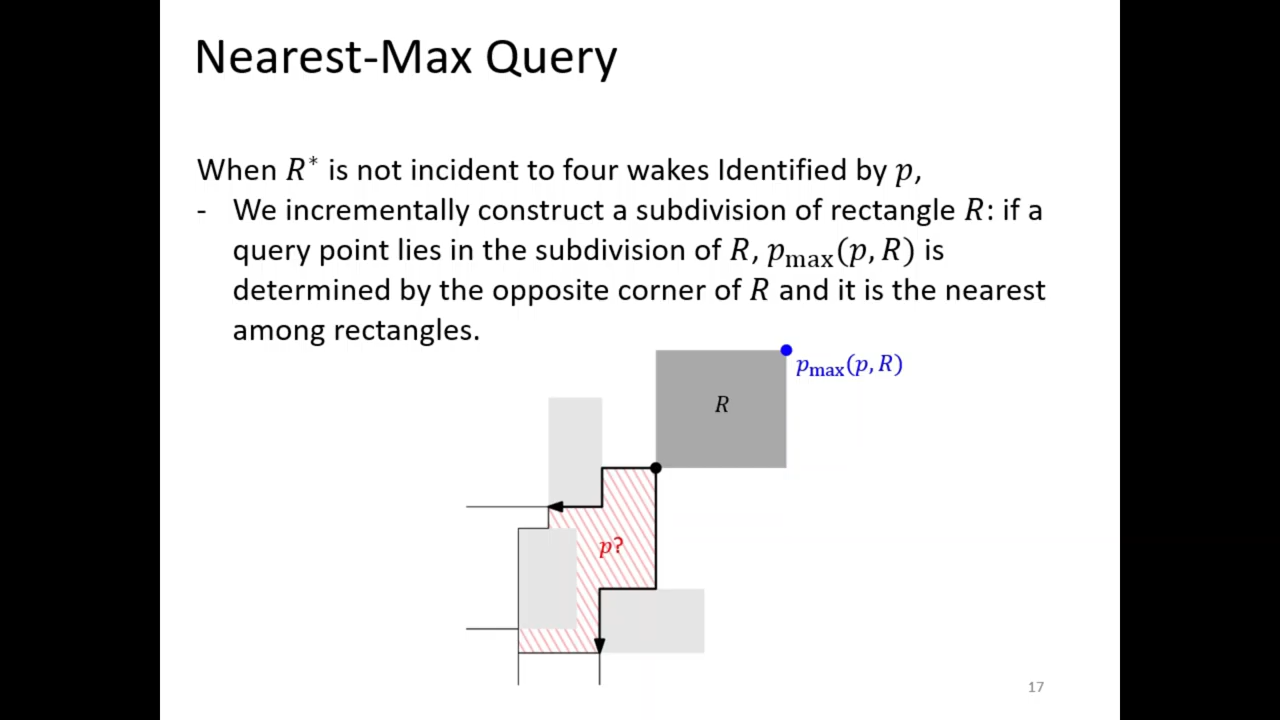 Nearest-Max Query
When R* is not incident to four wakes Identified by p,
- We incrementally construct a subdivision of rectangle R: if a
query point lies in the subdivision of R, pmax(p, R) is
determined by the opposite corner of R and it is the nearest
among rectangles.
pmax(p, R)
R
p?
17